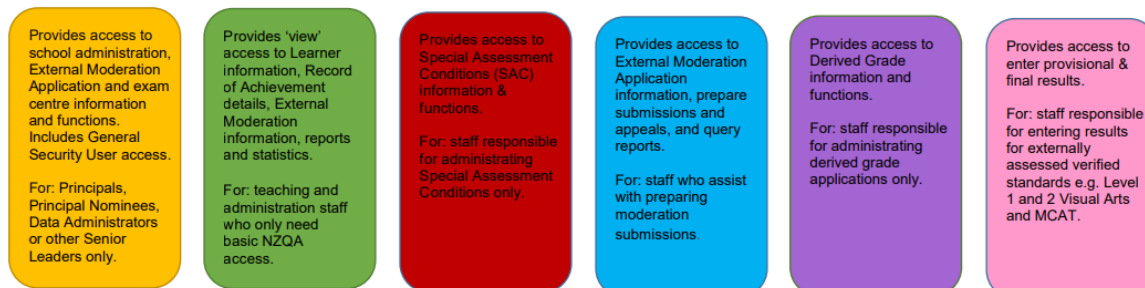 Provides access to
school administration,
External Moderation
Application and exam
centre information
and functions.
Includes General
Security User access.
For: Principals,
Principal Nominees,
Data Administrators
or other Senior
Leaders only.
Provides ‘view’
access to Learner
information, Record
of Achievement
details, External
Moderation
information, reports
and statistics.
For: teaching and
administration staff
who only need
basic NZQA
access.
Provides access to
Special Assessment
Conditions (SAC)
information &
functions.
For: staff responsible
for administrating
Special Assessment
Conditions only.
Provides access to
External Moderation
Application
information, prepare
submissions and
appeals, and query
reports.
For: staff who assist
with preparing
moderation
submissions.
Provides access to
Derived Grade
information and
functions.
For: staff responsible
for administrating
derived grade
applications only.
Provides access to
enter provisional &
final results.
For: staff responsible
for entering results
for externally
assessed verified
standards e.g. Level
1 and 2 Visual Arts
and MCAT.